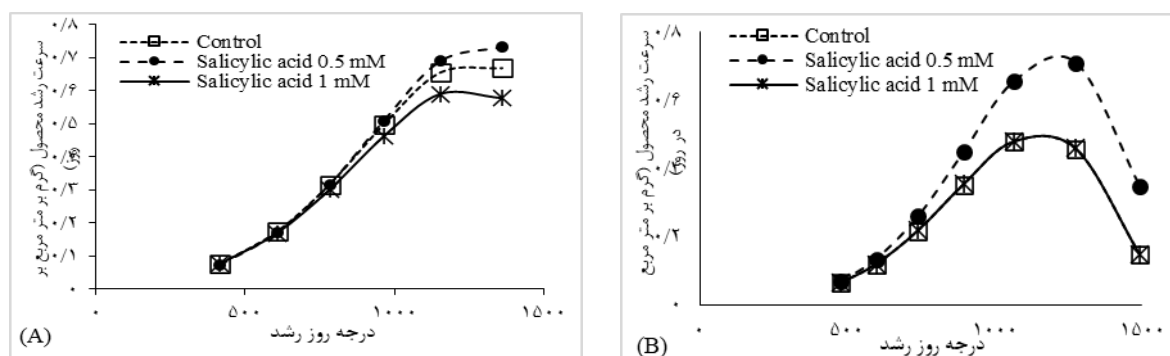 ۰/۸
۰/۷
۰/۶
۰/۵
۰/۴
۰/۳
۰/۲
۰/۱
۰
سرعت رشد محصول (گرم بر متر مربع بر
روز)
Control
Salicylic acid 0.5 mM
Salicylic acid 1 mM
۰
۵۰۰
۱۰۰۰
۱۵۰۰
درجه روز رشد
(A)
۰/۸
۰/۶
۰/۴
۰/۲
۰
سرعت رشد محصول (گرم بر متر مربع
در روز)
Control
Salicylic acid 0.5 mM
Salicylic acid 1 mM
۰
۵۰۰
۱۰۰۰
۱۵۰۰
درجه روز رشد
(B)